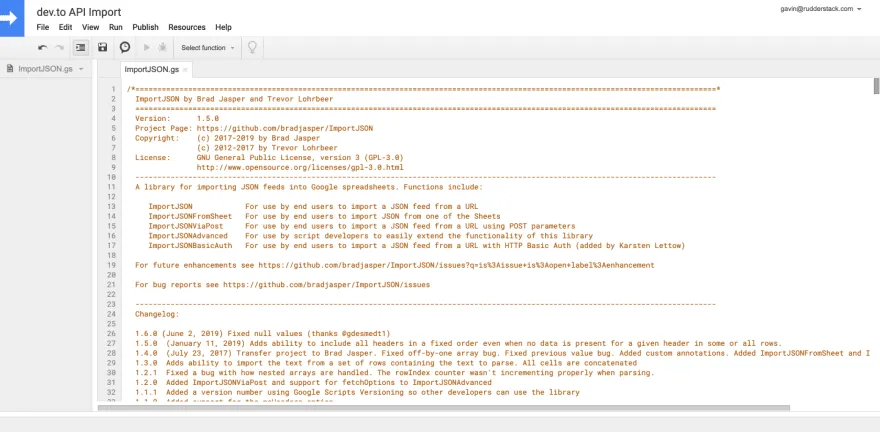 dev.to API Import
gavin@rudderstack.com
File Edit View Run Publish Resources Help
Select function
ImportJSON.gs
ImportJSON.gs
1 /*====================================================================================================================================*
2 ImportJSON by Brad Jasper and Trevor Lohrbeer
3 ====================================================================================================================================
4 Version: 1.5.0
5 Project Page: https://github.com/bradjasper/ImportJSON
6 Copyright: (c) 2017-2019 by Brad Jasper
7 (c) 2012-2017 by Trevor Lohrbeer
8 License: GNU General Public License, version 3 (GPL-3.0)
9 http://www.opensource.org/licenses/gpl-3.0.html
10 ------------------------------------------------------------------------------------------------------------------------------------
11 A library for importing JSON feeds into Google spreadsheets. Functions include:
12
13 ImportJSON For use by end users to import a JSON feed from a URL
14 ImportJSONFromSheet For use by end users to import JSON from one of the Sheets
15 ImportJSONViaPost For use by end users to import a JSON feed from a URL using POST parameters
16 ImportJSONAdvanced For use by script developers to easily extend the functionality of this library
17 ImportJSONBasicAuth For use by end users to import a JSON feed from a URL with HTTP Basic Auth (added by Karsten Lettow)
18
19 For future enhancements see https://github.com/bradjasper/ImportJSON/issues?q=is%3Aissue+is%3Aopen+label%3Aenhancement
20
21 For bug reports see https://github.com/bradjasper/ImportJSON/issues
22
23 ------------------------------------------------------------------------------------------------------------------------------------
24 Changelog:
25
26 1.6.0 (June 2, 2019) Fixed null values (thanks @gdesmedt1)
27 1.5.0 (January 11, 2019) Adds ability to include all headers in a fixed order even when no data is present for a given header in some or all rows.
28 1.4.0 (July 23, 2017) Transfer project to Brad Jasper. Fixed off-by-one array bug. Fixed previous value bug. Added custom annotations. Added ImportJSONFromSheet and I
29 1.3.0 Adds ability to import the text from a set of rows containing the text to parse. All cells are concatenated
30 1.2.1 Fixed a bug with how nested arrays are handled. The rowIndex counter wasn't incrementing properly when parsing.
31 1.2.0 Added ImportJSONViaPost and support for fetchOptions to ImportJSONAdvanced
32 1.1.1 Added a version number using Google Scripts Versioning so other developers can use the library